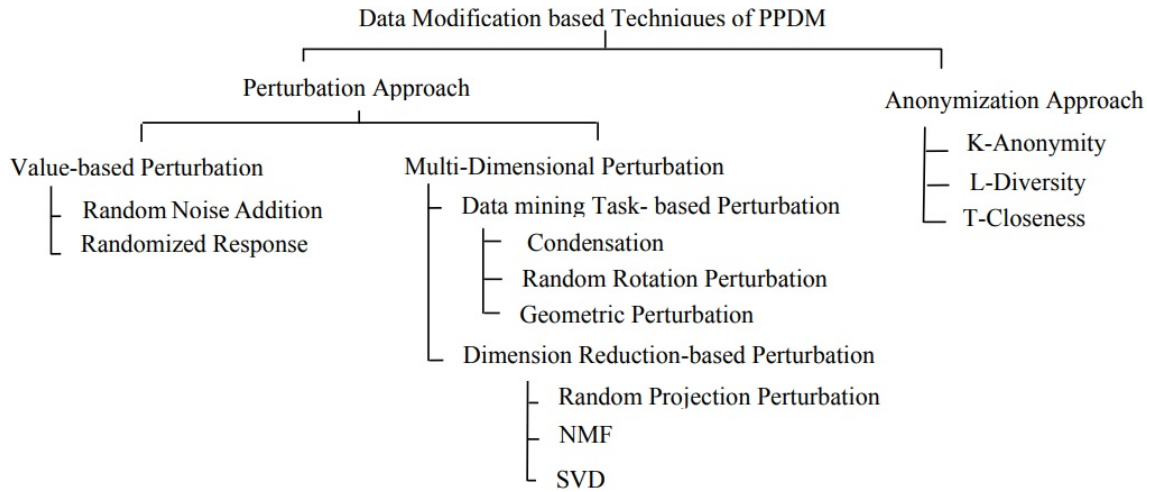 Data Modification based Techniques of PPDM
Perturbation Approach
Anonymization Approach
K-Anonymity
L-Diversity
T-Closeness
Value-based Perturbation
Random Noise Addition
Randomized Response
Multi-Dimensional Perturbation
Data mining Task- based Perturbation
Condensation
Random Rotation Perturbation
Geometric Perturbation
Dimension Reduction-based Perturbation
Random Projection Perturbation
NMF
SVD